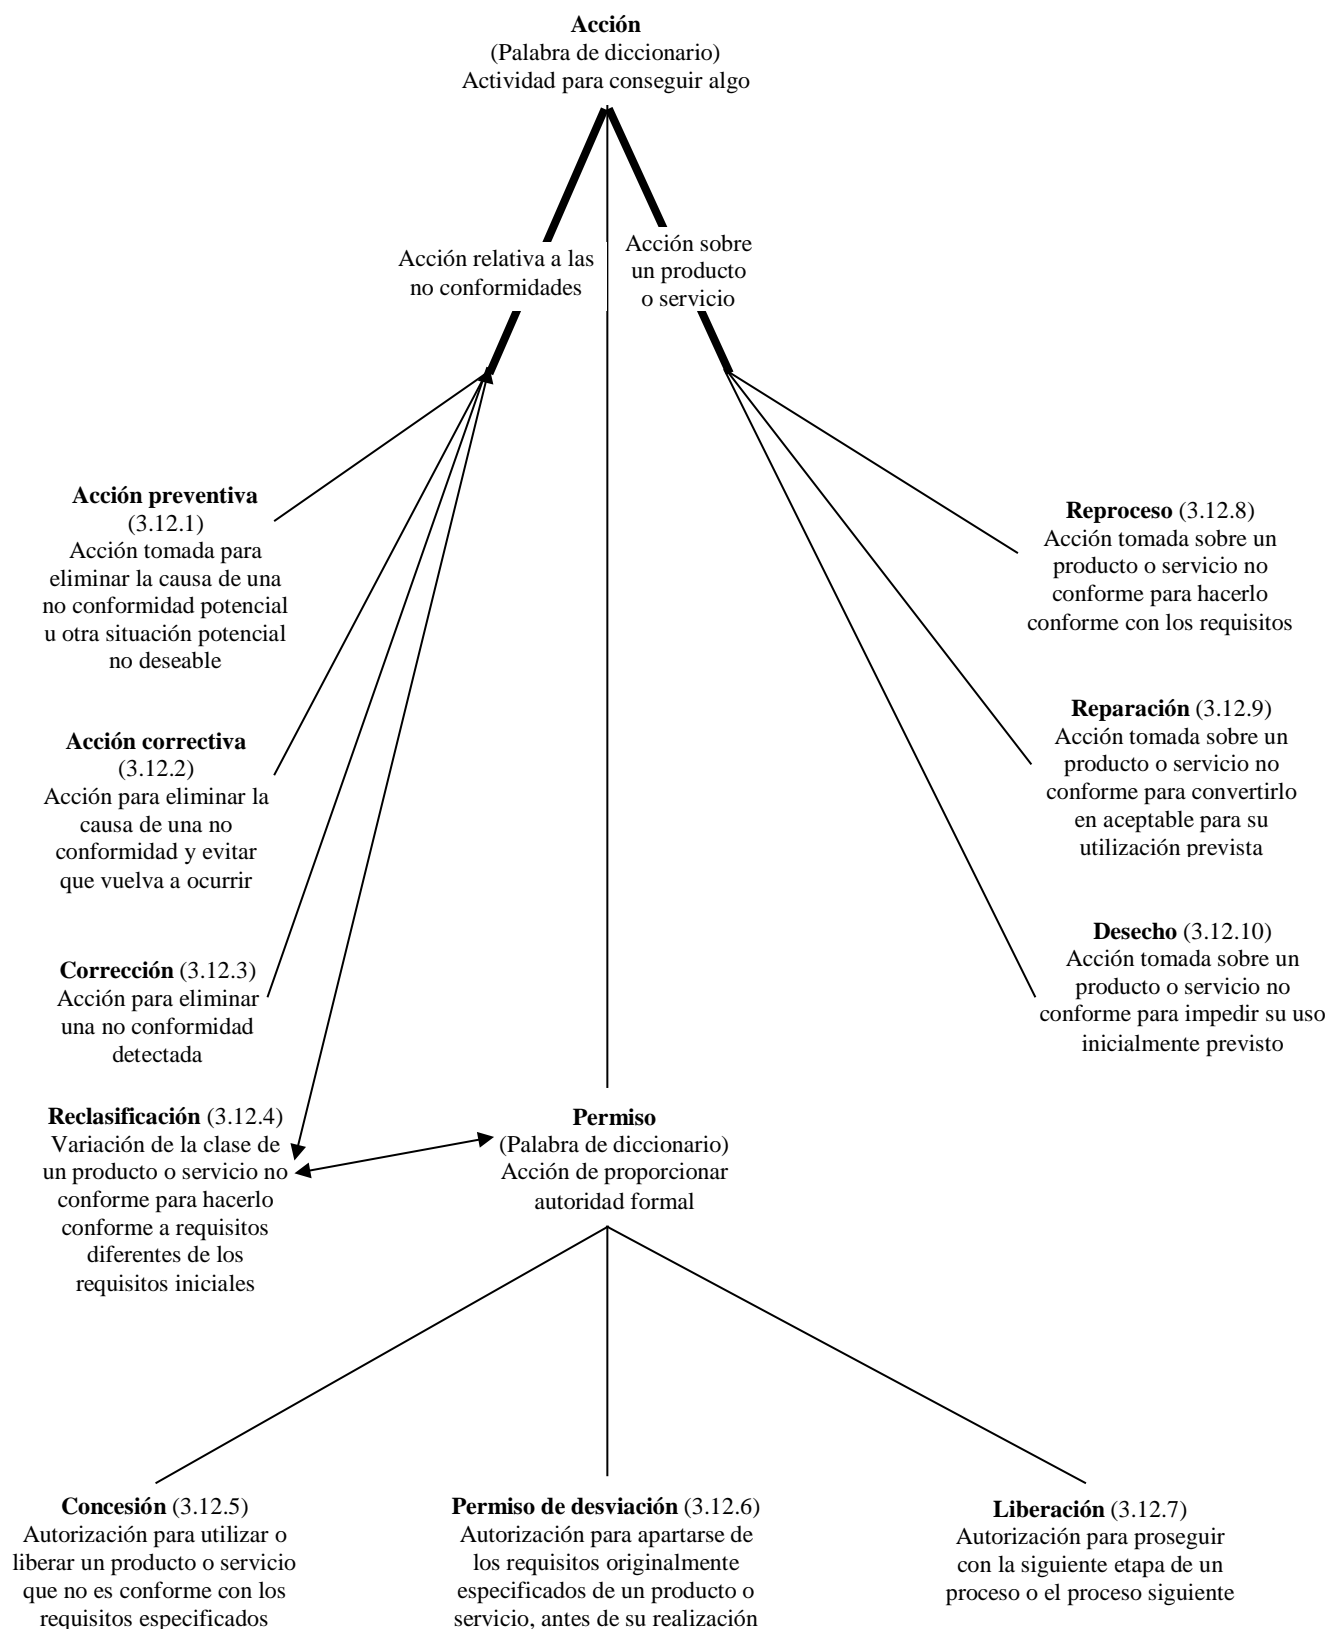 Acción
(Palabra de diccionario)
Actividad para conseguir algo
Acción relativa a las
no conformidades
Acción sobre
un producto
o servicio
Acción preventiva
(3.12.1)
Acción tomada para
eliminar la causa de una
no conformidad potencial
u otra situación potencial
no deseable
Acción correctiva
(3.12.2)
Acción para eliminar la
causa de una no
conformidad y evitar
que vuelva a ocurrir
Corrección (3.12.3)
Acción para eliminar
una no conformidad
detectada
Reclasificación (3.12.4)
Variación de la clase de
un producto o servicio no
conforme para hacerlo
conforme a requisitos
diferentes de los
requisitos iniciales
Reproceso (3.12.8)
Acción tomada sobre un
producto o servicio no
conforme para hacerlo
conforme con los requisitos
Reparación (3.12.9)
Acción tomada sobre un
producto o servicio no
conforme para convertirlo
en aceptable para su
utilización prevista
Desecho (3.12.10)
Acción tomada sobre un
producto o servicio no
conforme para impedir su uso
inicialmente previsto
Permiso
(Palabra de diccionario)
Acción de proporcionar
autoridad formal
Concesión (3.12.5)
Autorización para utilizar o
liberar un producto o servicio
que no es conforme con los
requisitos especificados
Permiso de desviación (3.12.6)
Autorización para apartarse de
los requisitos originalmente
especificados de un producto o
servicio, antes de su realización
Liberación (3.12.7)
Autorización para proseguir
con la siguiente etapa de un
proceso o el proceso siguiente